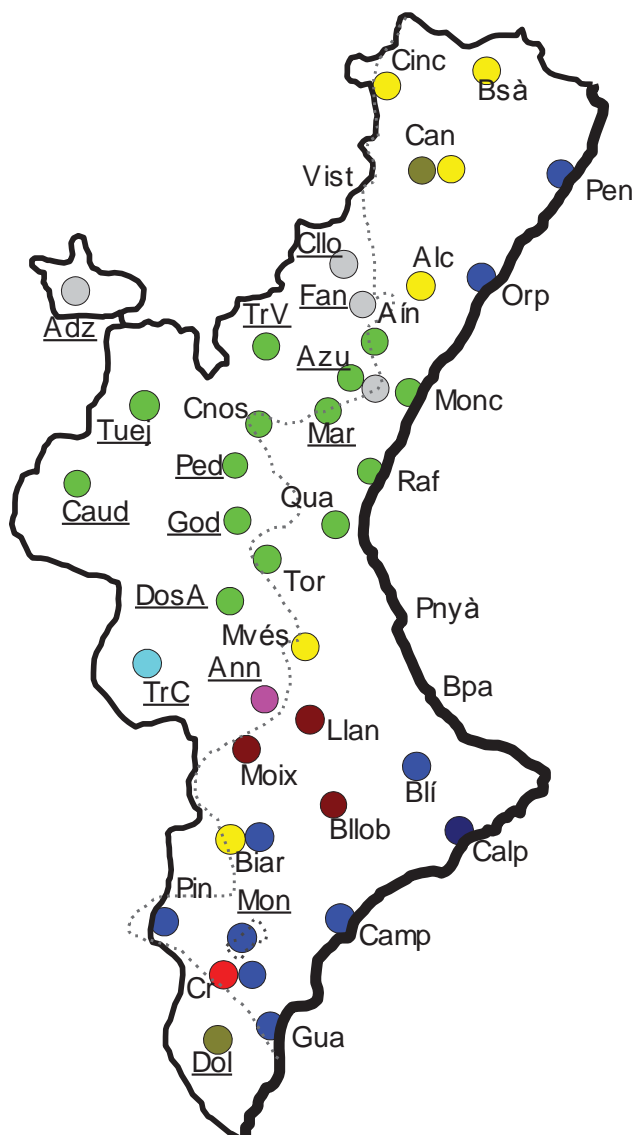 Cinc
Bsà
Can
Vist
Pen
Cllo
Alc
Fan
Orp
Adz
TrV
Aín
Azu
Monc
Cnos
Mar
Tuej
Ped
Raf
Caud
Qua
God
Tor
DosA
Pnyà
Mvés
Ann
Bpa
TrC
Llan
Moix
Blí
Bllob
Calp
Biar
Pin
Mon
Camp
Cr
Gua
Dol